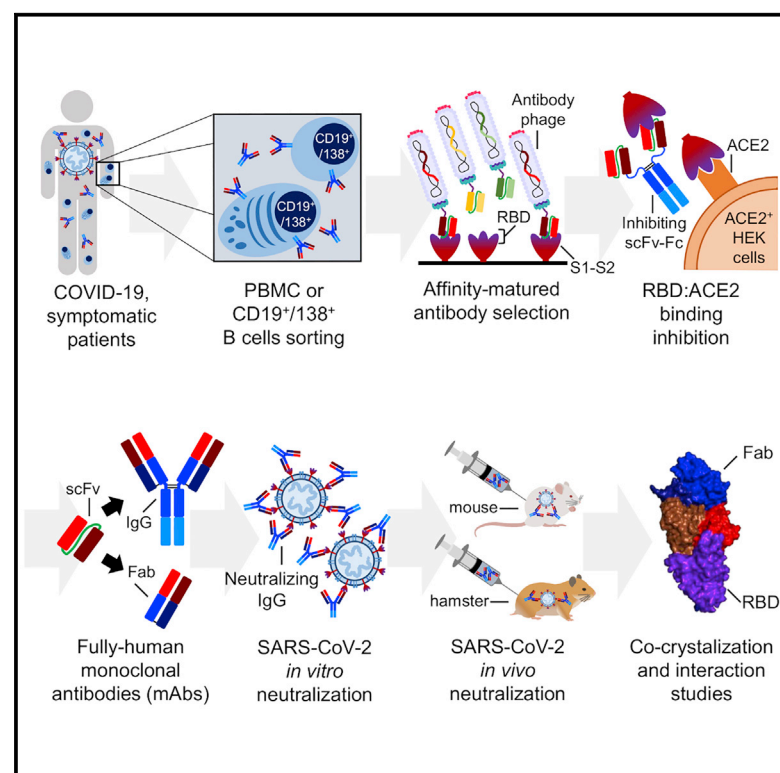 CD19⁺
/138⁺
CD19⁺
/138⁺
COVID-19,
symptomatic
patients
PBMC or
CD19⁺/138⁺
B cells sorting
Antibody
phage
RBD
S1-S2
Affinity-matured
antibody selection
ACE2
Inhibiting
scFv-Fc
ACE2⁺
HEK
cells
RBD:ACE2
binding
inhibition
scFv
IgG
Fab
Fully-human
monoclonal
antibodies (mAbs)
Neutralizing
IgG
SARS-CoV-2
in vitro
neutralization
mouse
hamster
SARS-CoV-2
in vivo
neutralization
Fab
RBD
Co-crystalization
and interaction
studies